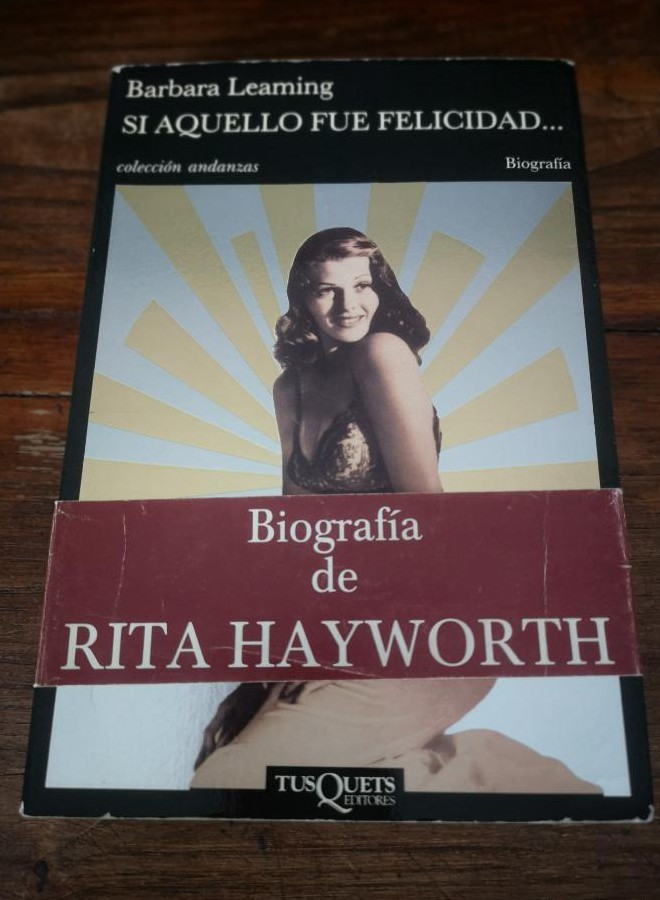 Barbara Leaming
SI AQUELLO FUE FELICIDAD...
colección andanzas
Biografía
Biografía
de
RITA HAYWORTH
TUSQUETS
EDITORES